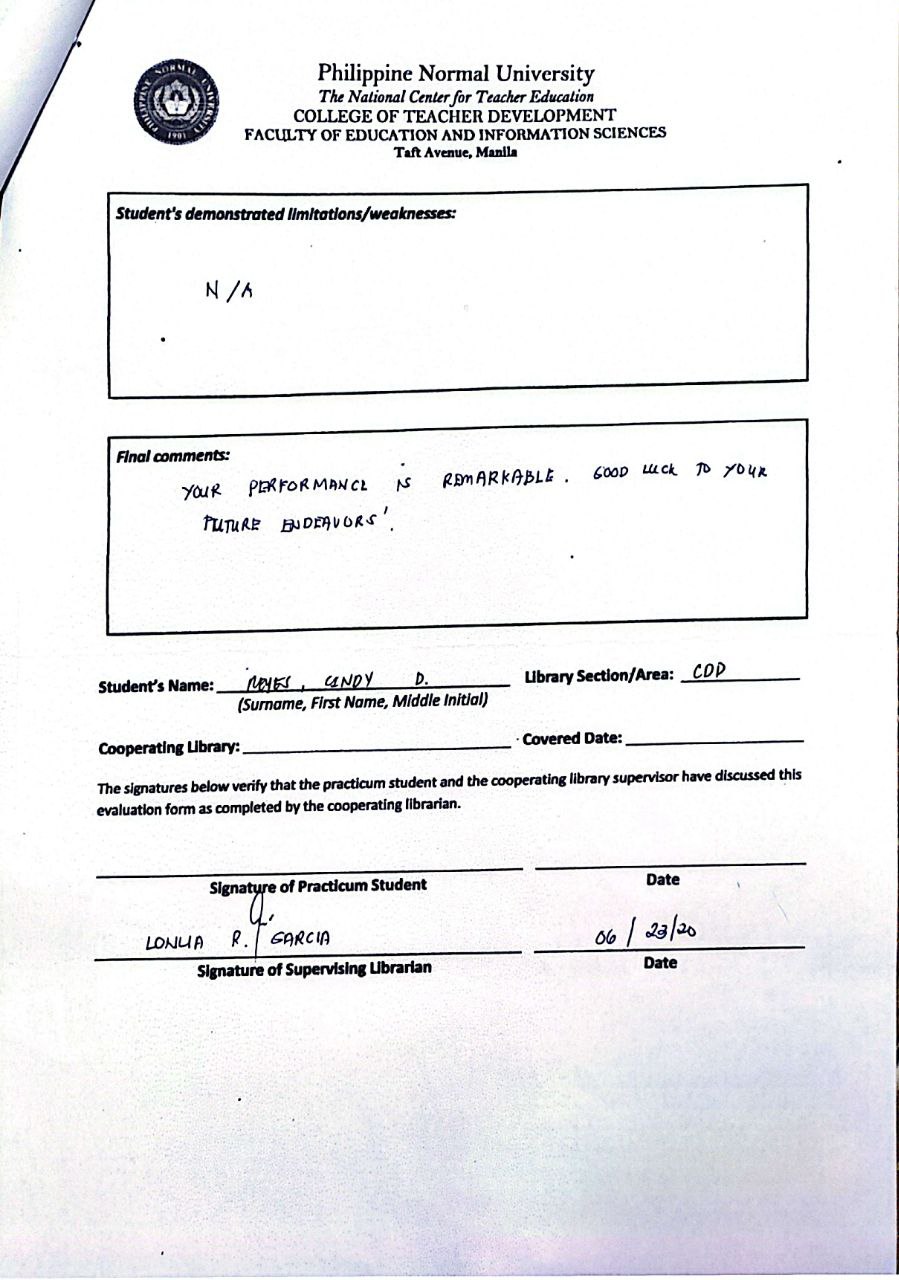 Philippine Normal University
The National Center for Teacher Education
COLLEGE OF TEACHER DEVELOPMENT
FACULTY OF EDUCATION AND INFORMATION SCIENCES
Taft Avenue, Manila
PHILIPPINE NORMAL UNIVERSITY
1901
Student's demonstrated limitations/weaknesses:
N/A
Final comments:
YOUR PERFORMANCE IS REMARKABLE. GOOD LUCK TO YOUR
FUTURE ENDEAVORS'.
Student's Name: REYES, CANDY D. Library Section/Area: CDD
(Surname, First Name, Middle Initial)
Cooperating Library: Covered Date:
The signatures below verify that the practicum student and the cooperating library supervisor have discussed this
evaluation form as completed by the cooperating librarian.
Signature of Practicum Student Date
R. GARCIA 06/23/20
Signature of Supervising Librarian Date